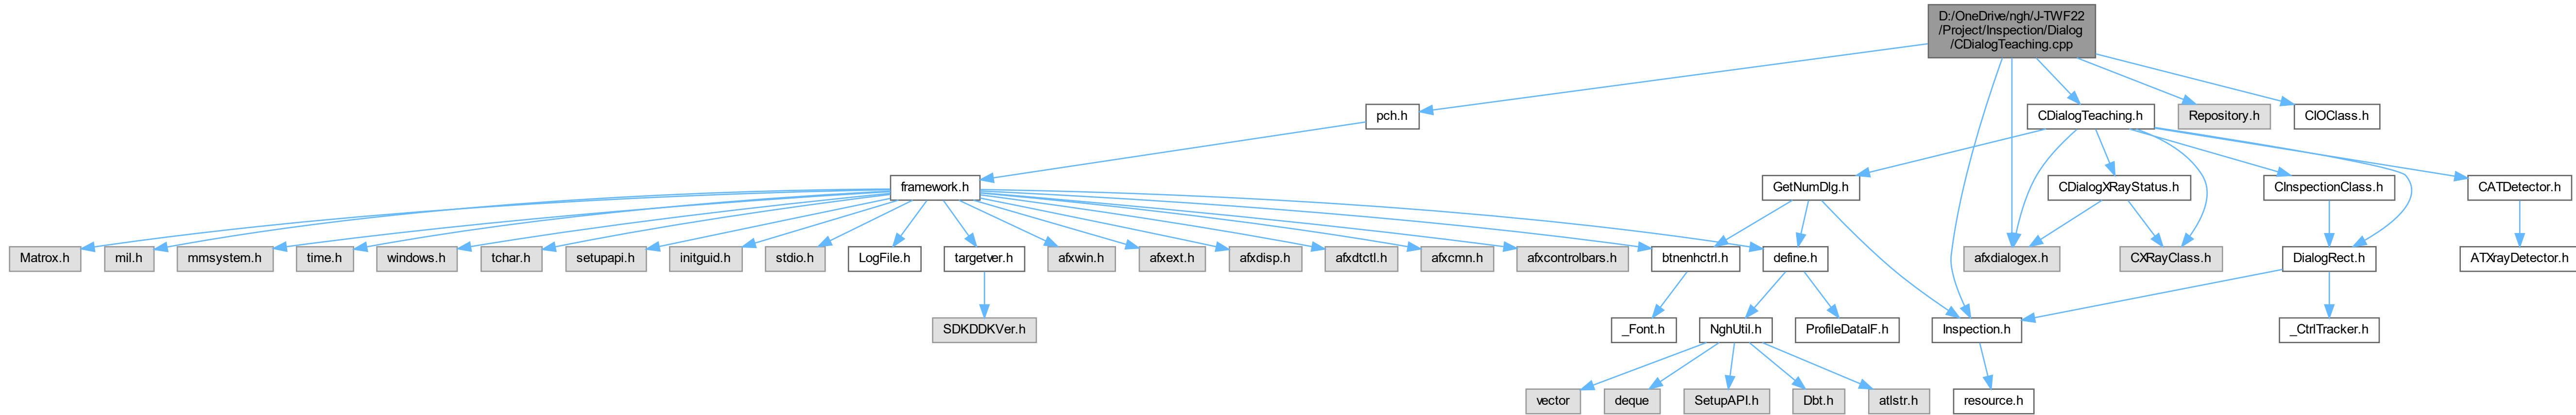 D:/OneDrive/ngh/J-TWF22
/Project/Inspection/Dialog
/CDialogTeaching.cpp
pch.h
CDialogTeaching.h
Repository.h
CIOClass.h
framework.h
GetNumDlg.h
CDialogXRayStatus.h
CInspectionClass.h
CATDetector.h
Matrox.h
mil.h
mmsystem.h
time.h
windows.h
tchar.h
setupapi.h
initguid.h
stdio.h
LogFile.h
targetver.h
afxwin.h
afxext.h
afxdisp.h
afxdtctl.h
afxcmn.h
afxcontrolbars.h
btnenhctrl.h
define.h
afxdialogex.h
CXRayClass.h
DialogRect.h
ATXrayDetector.h
SDKDDKVer.h
_Font.h
NghUtil.h
ProfileDataIF.h
Inspection.h
_CtrlTracker.h
vector
deque
SetupAPI.h
Dbt.h
atlstr.h
resource.h